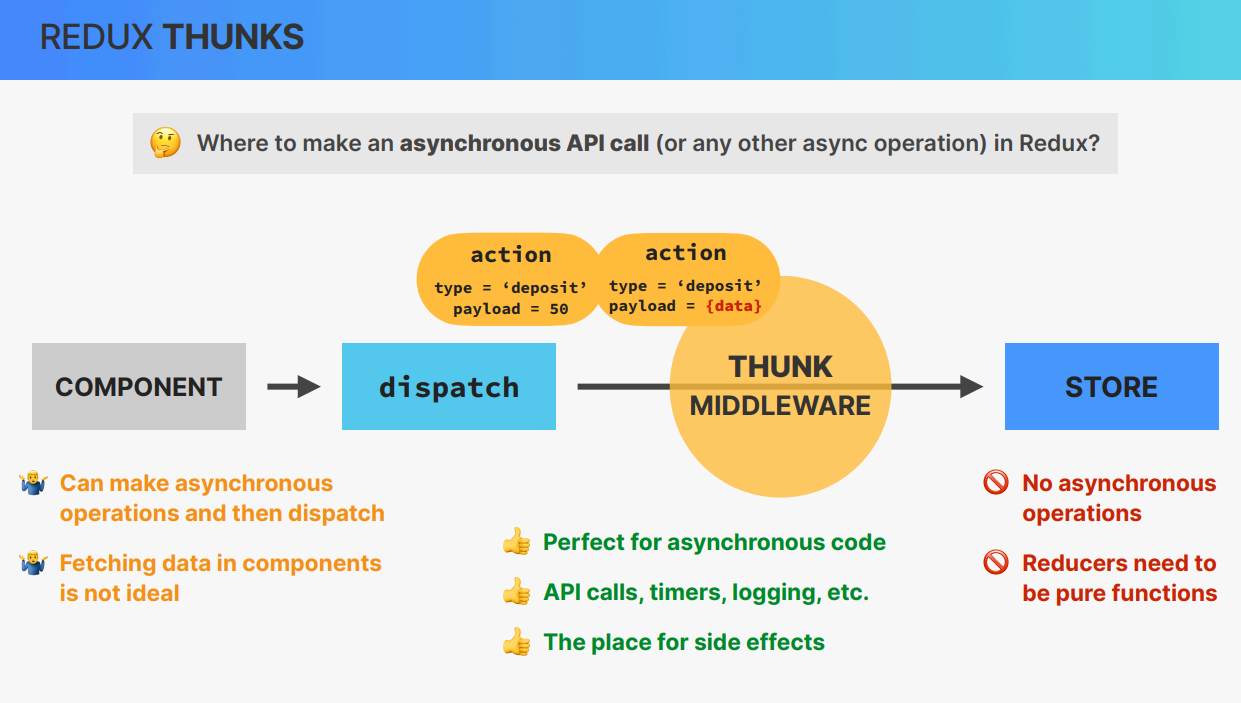 REDUX THUNKS
Where to make an asynchronous API call (or any other async operation) in Redux?
action
type = ‘deposit’
payload = 50
action
type = ‘deposit’
payload = {data}
COMPONENT
dispatch
THUNK
MIDDLEWARE
STORE
Can make asynchronous
operations and then dispatch
Fetching data in components
is not ideal
Perfect for asynchronous code
API calls, timers, logging, etc.
The place for side effects
No asynchronous
operations
Reducers need to
be pure functions